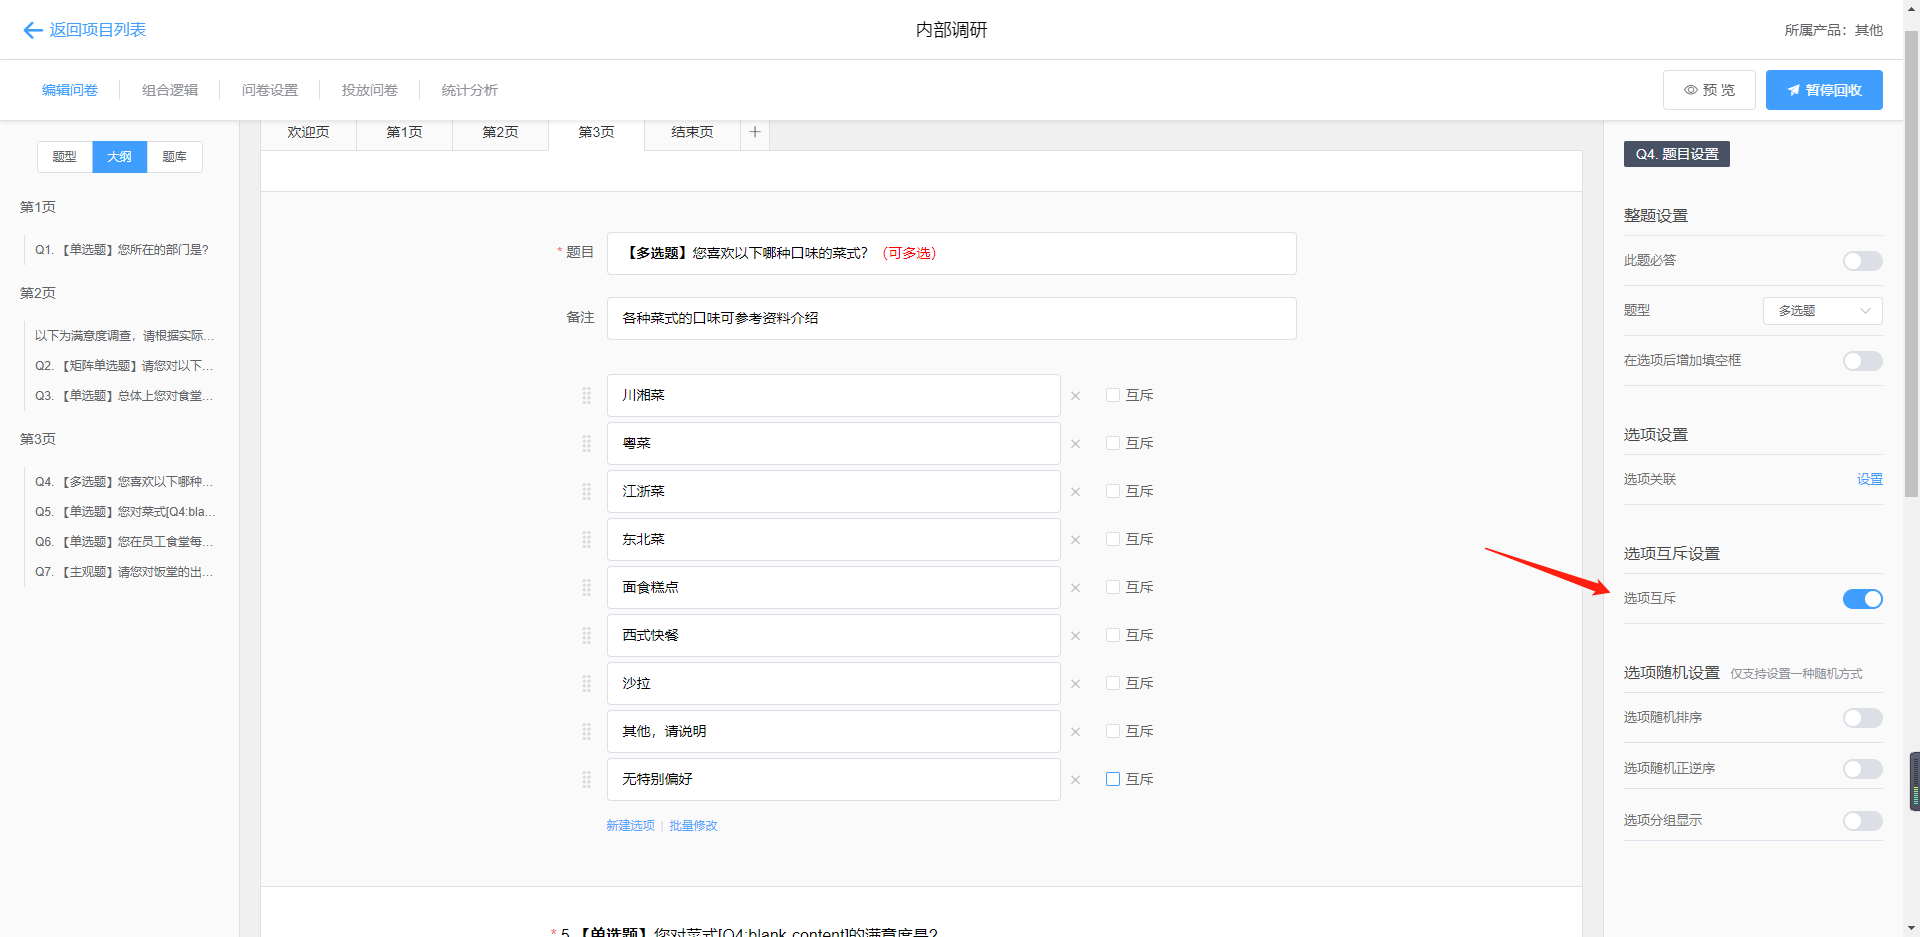 返回项目列表
内部调研
所属产品：其他
编辑问卷
组合逻辑
问卷设置
投放问卷
统计分析
预 览
暂停回收
题型
大纲
题库
第1页
Q1. 【单选题】您所在的部门是?
第2页
以下为满意度调查，请根据实际...
Q2. 【矩阵单选题】请您对以下...
Q3. 【单选题】总体上您对食堂...
第3页
Q4. 【多选题】您喜欢以下哪种...
Q5. 【单选题】您对菜式[Q4:bla...
Q6. 【单选题】您在员工食堂每...
Q7. 【主观题】请您对饭堂的出...
欢迎页
第1页
第2页
第3页
结束页
* 题目
【多选题】您喜欢以下哪种口味的菜式？（可多选）
备注
各种菜式的口味可参考资料介绍
川湘菜
互斥
粤菜
互斥
江浙菜
互斥
东北菜
互斥
面食糕点
互斥
西式快餐
互斥
沙拉
互斥
其他，请说明
互斥
无特别偏好
互斥
新建选项 | 批量修改
* 5. 【单选题】您对菜式[Q4:blank,content]的满意度是?
Q4. 题目设置
整题设置
此题必答
题型
多选题
在选项后增加填空框
选项设置
选项关联
设置
选项互斥设置
选项互斥
选项随机设置 仅支持设置一种随机方式
选项随机排序
选项随机正逆序
选项分组显示